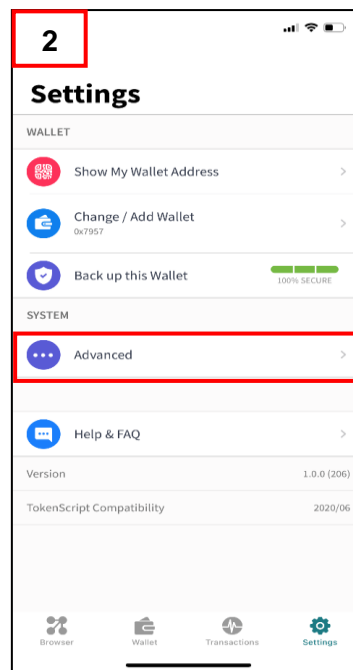 2
Settings
WALLET
Show My Wallet Address
Change / Add Wallet
0x7957
Back up this Wallet
100% SECURE
SYSTEM
Advanced
Help & FAQ
Version 1.0.0 (206)
TokenScript Compatibility 2020/06
Browser Wallet Transactions Settings